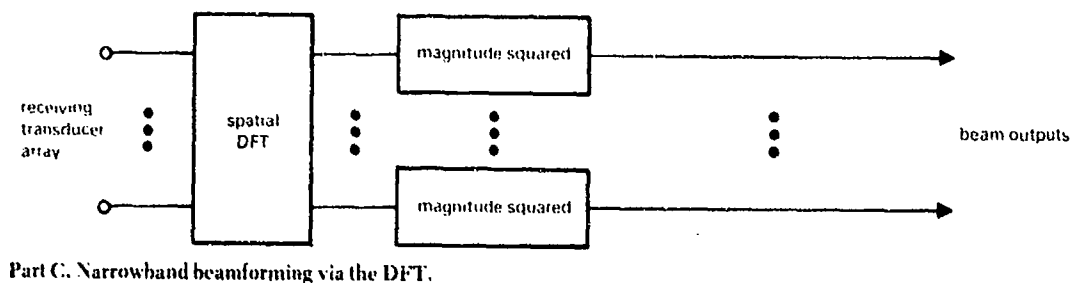 magnitude squared
receiving
transducer
array
spatial
DFT
beam outputs
magnitude squared
Part C. Narrowband beamforming via the DFT.